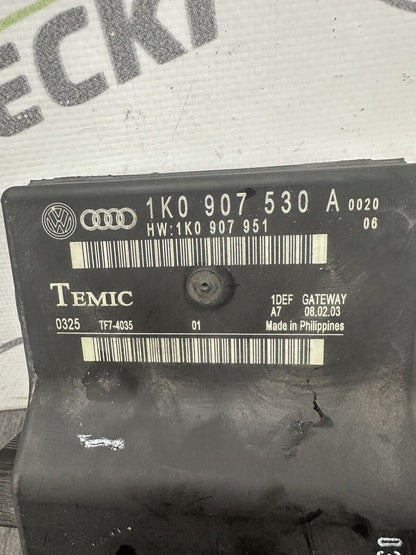 ECKI
1K0 907 530 A 0020
HW:1K0 907 951 06
TEMIC
1DEF GATEWAY
A7 08.02.03
0325 TF7-4035 01 Made in Philippines